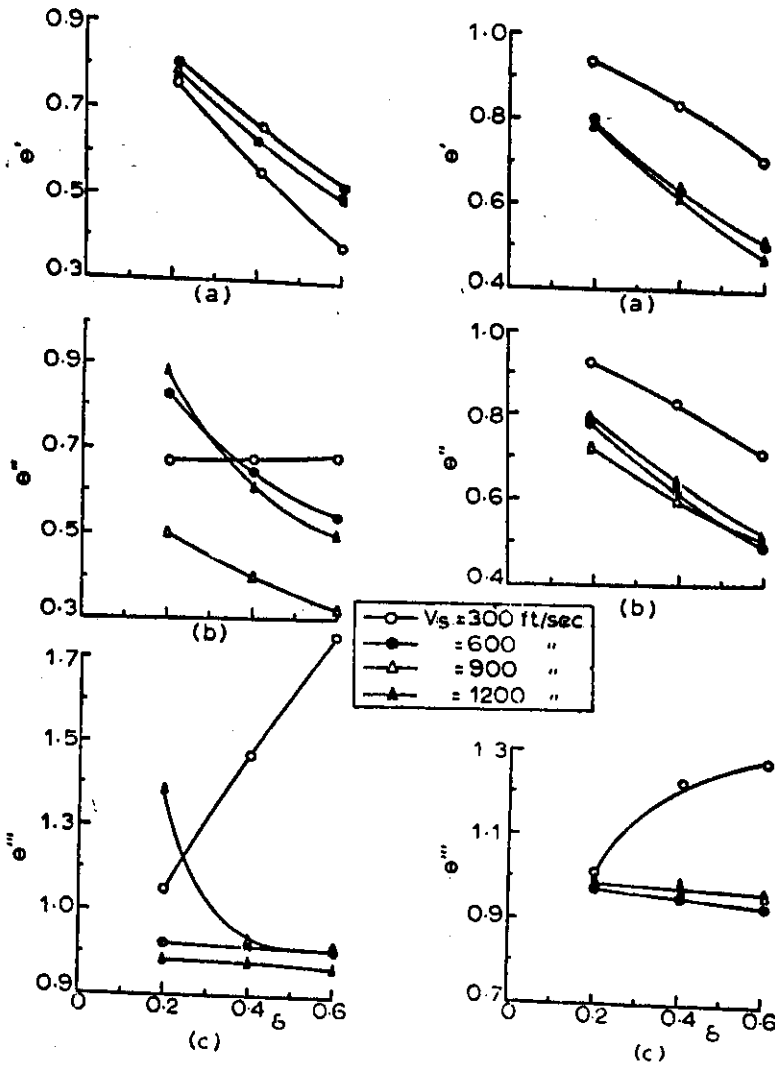 0.9
0.7
e'
0.5
0.3
(a)
1.0
0.8
e'
0.6
0.4
(a)
0.9
0.7
e''
0.5
0.3
(b)
1.0
0.8
e''
0.6
0.4
(b)
Vs = 300 ft/sec
= 600 "
= 900 "
= 1200 "
1.7
1.5
1.3
e'''
1.0
0.9
0 0.2 0.4 δ 0.6
(c)
1.3
1.1
e'''
0.9
0.7
0 0.2 0.4 δ 0.6
(c)